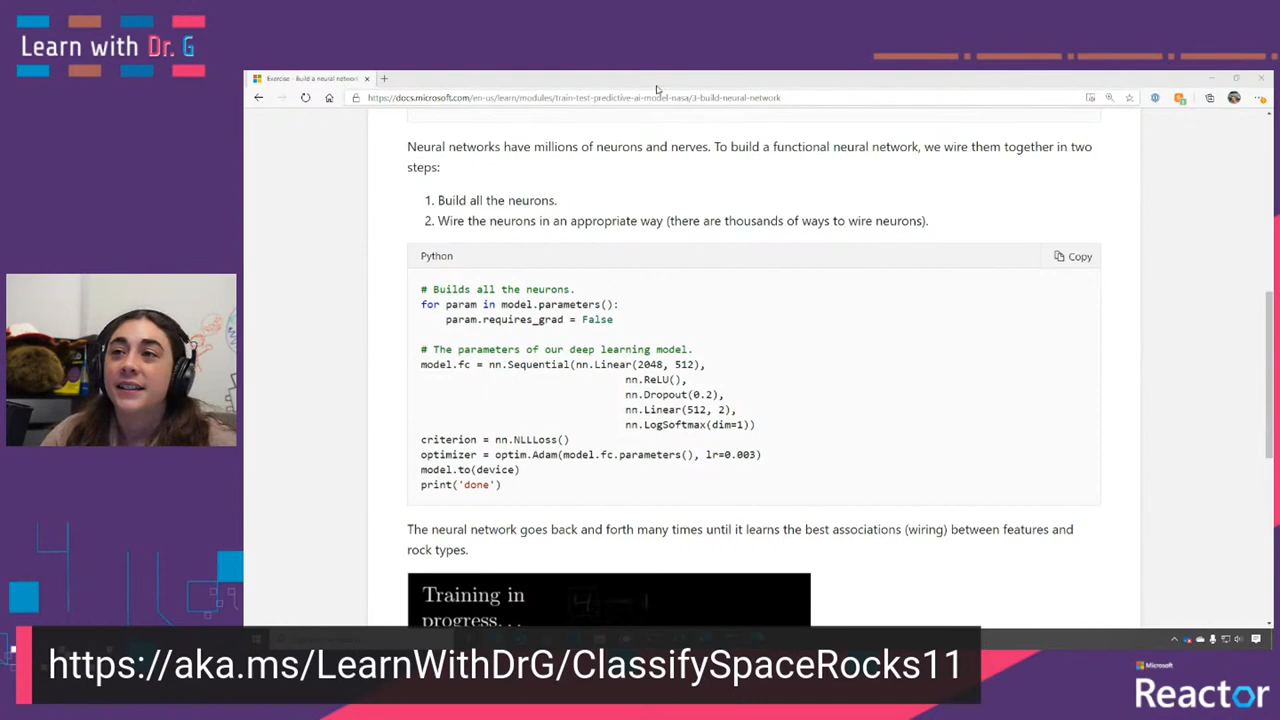 Learn with Dr. G
Exercise - Build a neural networ
https://docs.microsoft.com/en-us/learn/modules/train-test-predictive-ai-model-nasa/3-build-neural-network
Neural networks have millions of neurons and nerves. To build a functional neural network, we wire them together in two
steps:
1. Build all the neurons.
2. Wire the neurons in an appropriate way (there are thousands of ways to wire neurons).
Python
Copy
# Builds all the neurons.
for param in model.parameters():
    param.requires_grad = False
# The parameters of our deep learning model.
model.fc = nn.Sequential(nn.Linear(2048, 512),
nn.ReLU(),
nn.Dropout(0.2),
nn.Linear(512, 2),
nn.LogSoftmax(dim=1))
criterion = nn.NLLLoss()
optimizer = optim.Adam(model.fc.parameters(), lr=0.003)
model.to(device)
print('done')
The neural network goes back and forth many times until it learns the best associations (wiring) between features and
rock types.
Training in
progress...
https://aka.ms/LearnWithDrG/ClassifySpaceRocks11
Microsoft
Reactor